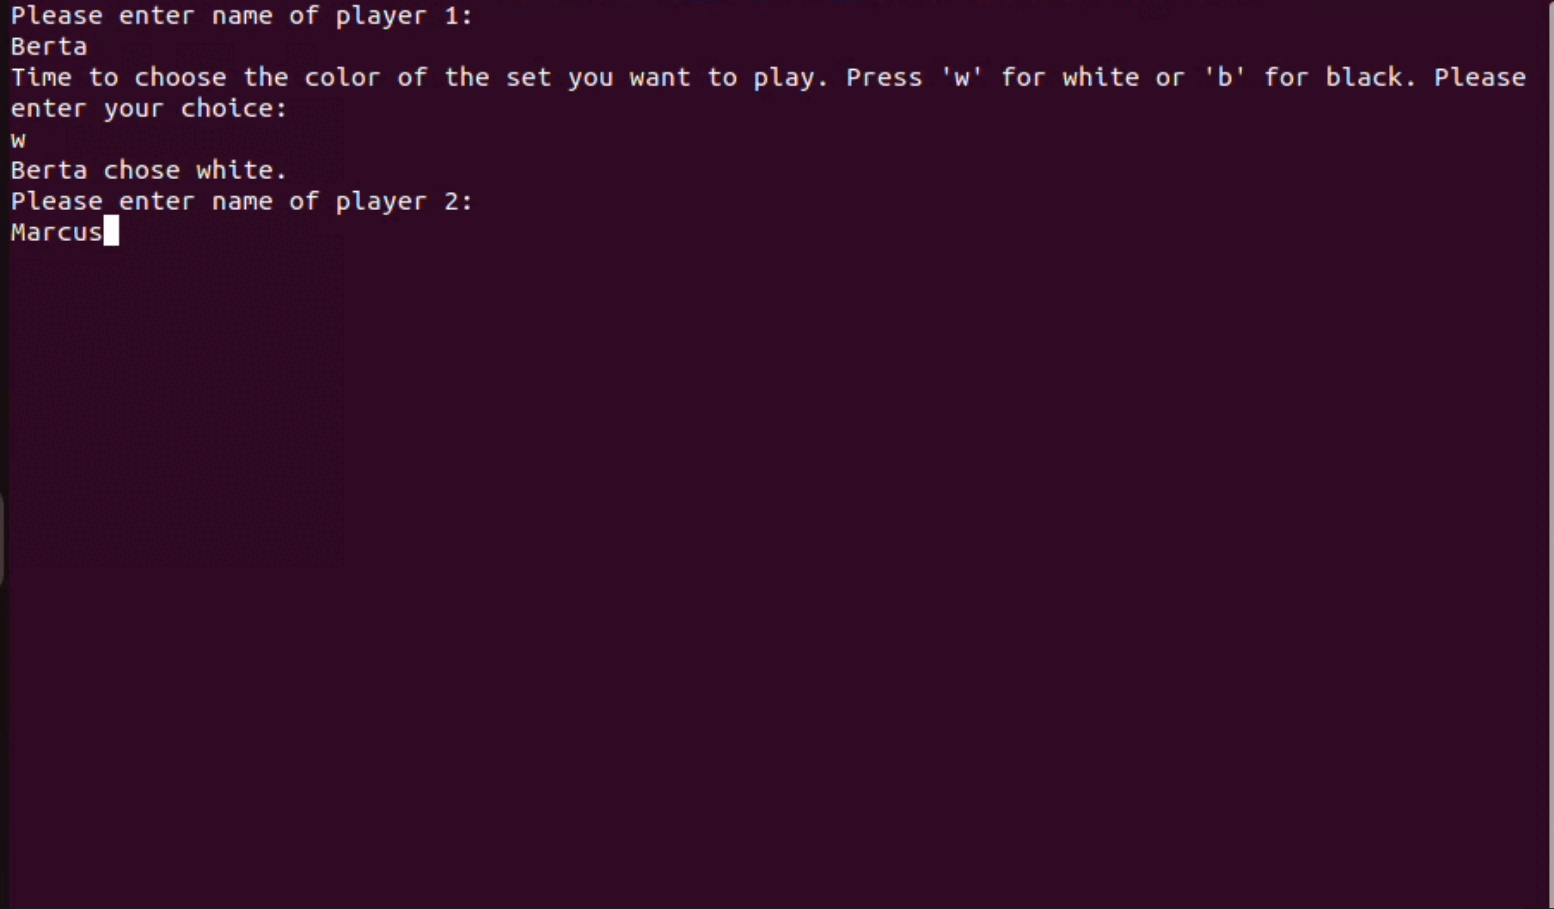 Please enter name of player 1:
Berta
Time to choose the color of the set you want to play. Press 'w' for white or 'b' for black. Please
enter your choice:
w
Berta chose white.
Please enter name of player 2:
Marcus